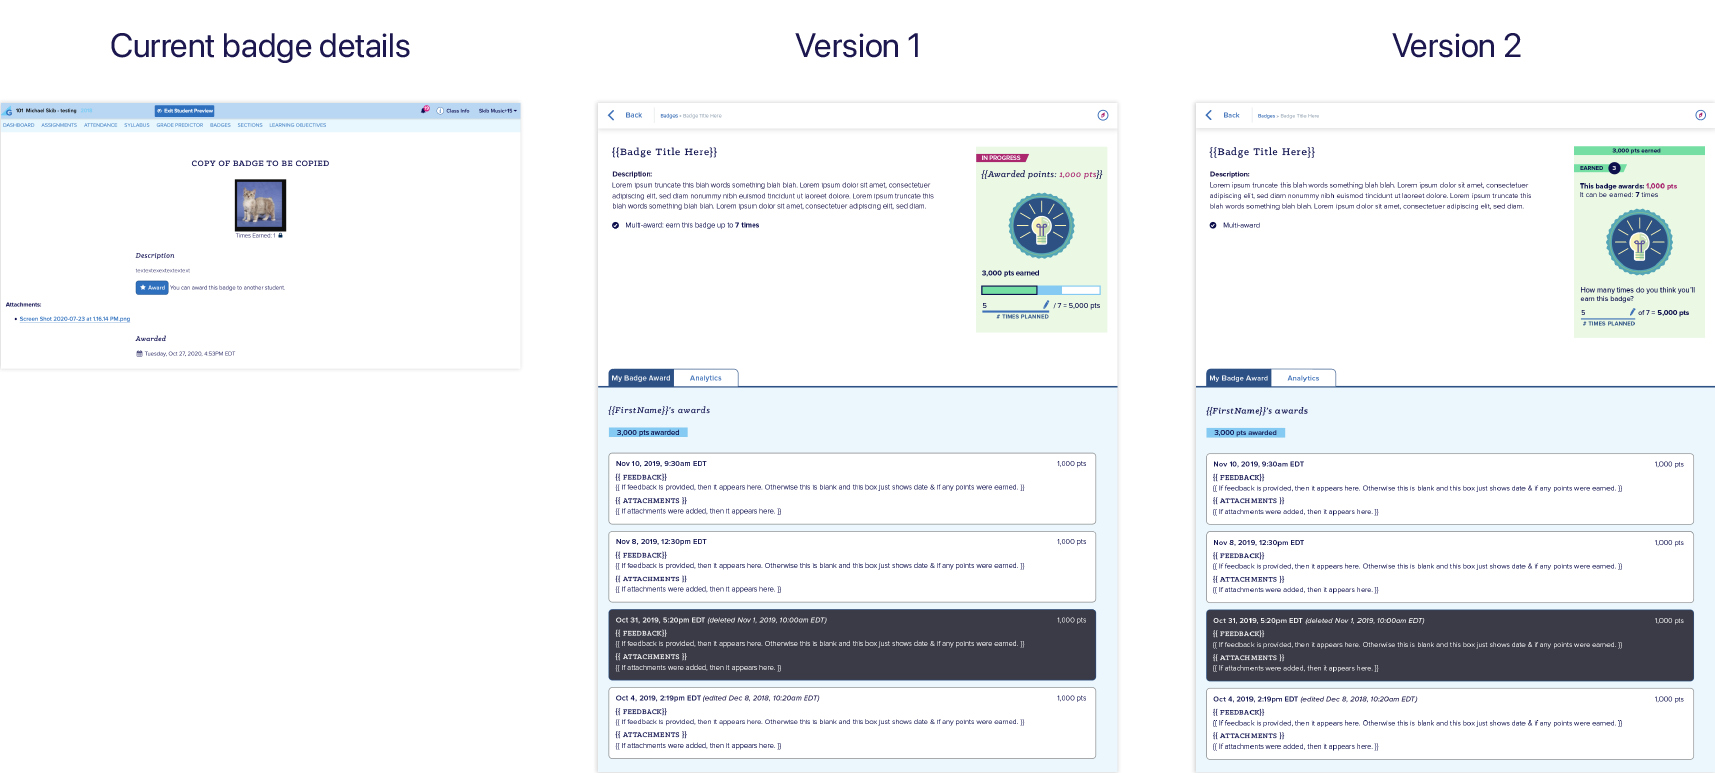 Current badge details
Version 1
Version 2
101 Michael Skib - testing
Exit Student Preview
Class Info
Skib Music+15
DASHBOARD ASSIGNMENTS ATTENDANCE SYLLABUS GRADE PREDICTOR BADGES SECTIONS LEARNING OBJECTIVES
COPY OF BADGE TO BE COPIED
Times Earned: 1
Description
Award You can award this badge to another student.
Attachments:
Screen Shot 2020-07-23 at 1.16.14 PM.png
Awarded
Tuesday, Oct 27, 2020, 4:53PM EDT
Back
Badges • Badge Title Here
{{Badge Title Here}}
Description:
Lorem ipsum truncate this blah words something blah blah. Lorem ipsum dolor sit amet, consectetuer
adipiscing elit, sed diam nonummy nibh euismod tincidunt ut laoreet dolore. Lorem ipsum truncate this
blah words something blah blah. Lorem ipsum dolor sit amet, consectetuer adipiscing elit, sed diam.
Multi-award: earn this badge up to 7 times
IN PROGRESS
{{Awarded points: 1,000 pts}}
3,000 pts earned
5 / 7 = 5,000 pts
# TIMES PLANNED
My Badge Award
Analytics
{{FirstName}}'s awards
3,000 pts awarded
Nov 10, 2019, 9:30am EDT 1,000 pts
{{ FEEDBACK}}
{{ If feedback is provided, then it appears here. Otherwise this is blank and this box just shows date & if any points were earned. }}
{{ ATTACHMENTS }}
{{ If attachments were added, then it appears here. }}
Nov 8, 2019, 12:30pm EDT 1,000 pts
{{ FEEDBACK}}
{{ If feedback is provided, then it appears here. Otherwise this is blank and this box just shows date & if any points were earned. }}
{{ ATTACHMENTS }}
{{ If attachments were added, then it appears here. }}
Oct 31, 2019, 5:20pm EDT (deleted Nov 1, 2019, 10:00am EDT) 1,000 pts
{{ FEEDBACK}}
{{ If feedback is provided, then it appears here. Otherwise this is blank and this box just shows date & if any points were earned. }}
{{ ATTACHMENTS }}
{{ If attachments were added, then it appears here. }}
Oct 4, 2019, 2:19pm EDT (edited Dec 8, 2018, 10:20am EDT) 1,000 pts
{{ FEEDBACK}}
{{ If feedback is provided, then it appears here. Otherwise this is blank and this box just shows date & if any points were earned. }}
{{ ATTACHMENTS }}
{{ If attachments were added, then it appears here. }}
Back
Badges • Badge Title Here
{{Badge Title Here}}
Description:
Lorem ipsum truncate this blah words something blah blah. Lorem ipsum dolor sit amet, consectetuer
adipiscing elit, sed diam nonummy nibh euismod tincidunt ut laoreet dolore. Lorem ipsum truncate this
blah words something blah blah. Lorem ipsum dolor sit amet, consectetuer adipiscing elit, sed diam.
Multi-award
3,000 pts earned
EARNED 3
This badge awards: 1,000 pts
It can be earned: 7 times
How many times do you think you'll
earn this badge?
5 of 7 = 5,000 pts
# TIMES PLANNED
My Badge Award
Analytics
{{FirstName}}'s awards
3,000 pts awarded
Nov 10, 2019, 9:30am EDT 1,000 pts
{{ FEEDBACK}}
{{ If feedback is provided, then it appears here. Otherwise this is blank and this box just shows date & if any points were earned. }}
{{ ATTACHMENTS }}
{{ If attachments were added, then it appears here. }}
Nov 8, 2019, 12:30pm EDT 1,000 pts
{{ FEEDBACK}}
{{ If feedback is provided, then it appears here. Otherwise this is blank and this box just shows date & if any points were earned. }}
{{ ATTACHMENTS }}
{{ If attachments were added, then it appears here. }}
Oct 31, 2019, 5:20pm EDT (deleted Nov 1, 2019, 10:00am EDT) 1,000 pts
{{ FEEDBACK}}
{{ If feedback is provided, then it appears here. Otherwise this is blank and this box just shows date & if any points were earned. }}
{{ ATTACHMENTS }}
{{ If attachments were added, then it appears here. }}
Oct 4, 2019, 2:19pm EDT (edited Dec 8, 2018, 10:20am EDT) 1,000 pts
{{ FEEDBACK}}
{{ If feedback is provided, then it appears here. Otherwise this is blank and this box just shows date & if any points were earned. }}
{{ ATTACHMENTS }}
{{ If attachments were added, then it appears here. }}